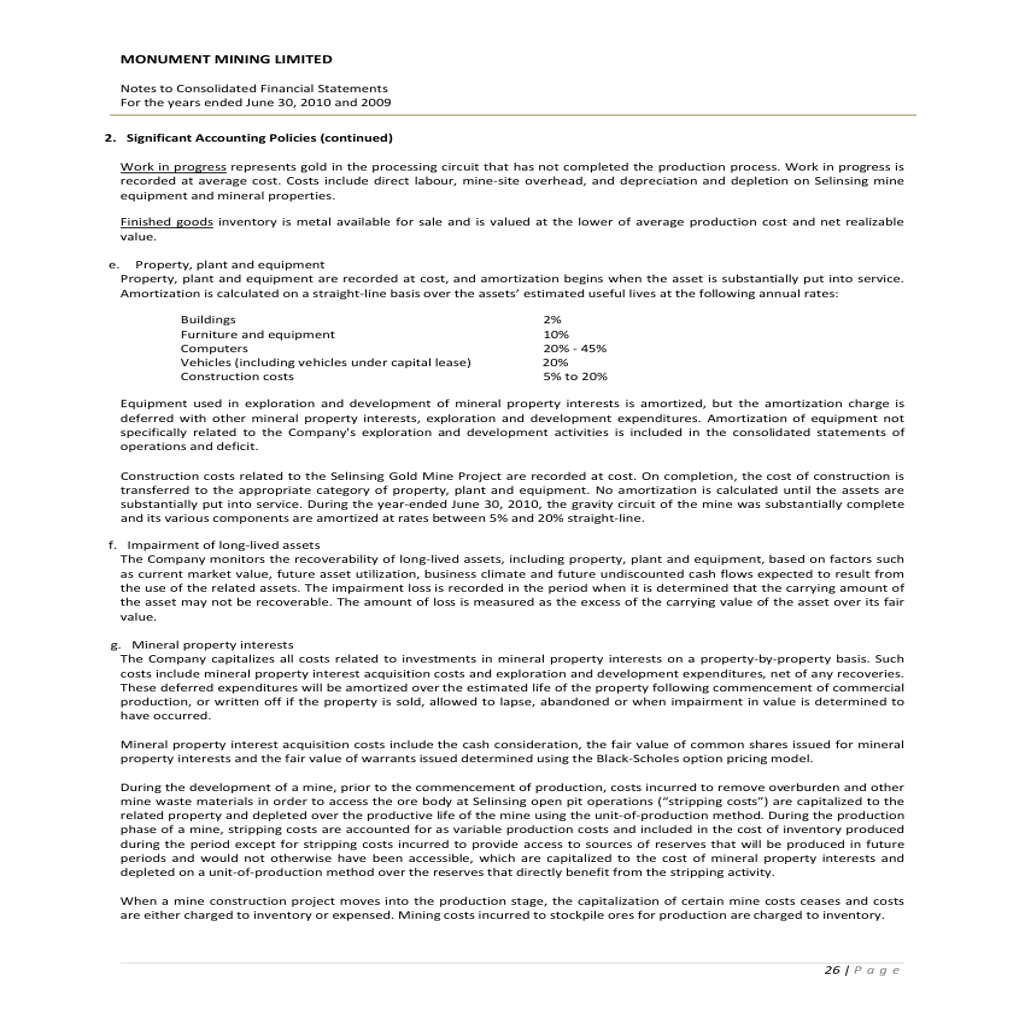 MONUMENT MINING LIMITED
Notes to Consolidated Financial Statements
For the years ended June 30, 2010 and 2009
2. Significant Accounting Policies (continued)
Work in progress represents gold in the processing circuit that has not completed the production process. Work in progress is
recorded at average cost. Costs include direct labour, mine-site overhead, and depreciation and depletion on Selinsing mine
equipment and mineral properties.
Finished goods inventory is metal available for sale and is valued at the lower of average production cost and net realizable
value.
e. Property, plant and equipment
Property, plant and equipment are recorded at cost, and amortization begins when the asset is substantially put into service.
Amortization is calculated on a straight-line basis over the assets’ estimated useful lives at the following annual rates:
Buildings 2%
Furniture and equipment 10%
Computers 20% - 45%
Vehicles (including vehicles under capital lease) 20%
Construction costs 5% to 20%
Equipment used in exploration and development of mineral property interests is amortized, but the amortization charge is
deferred with other mineral property interests, exploration and development expenditures. Amortization of equipment not
specifically related to the Company's exploration and development activities is included in the consolidated statements of
operations and deficit.
Construction costs related to the Selinsing Gold Mine Project are recorded at cost. On completion, the cost of construction is
transferred to the appropriate category of property, plant and equipment. No amortization is calculated until the assets are
substantially put into service. During the year-ended June 30, 2010, the gravity circuit of the mine was substantially complete
and its various components are amortized at rates between 5% and 20% straight-line.
f. Impairment of long-lived assets
The Company monitors the recoverability of long-lived assets, including property, plant and equipment, based on factors such
as current market value, future asset utilization, business climate and future undiscounted cash flows expected to result from
the use of the related assets. The impairment loss is recorded in the period when it is determined that the carrying amount of
the asset may not be recoverable. The amount of loss is measured as the excess of the carrying value of the asset over its fair
value.
g. Mineral property interests
The Company capitalizes all costs related to investments in mineral property interests on a property-by-property basis. Such
costs include mineral property interest acquisition costs and exploration and development expenditures, net of any recoveries.
These deferred expenditures will be amortized over the estimated life of the property following commencement of commercial
production, or written off if the property is sold, allowed to lapse, abandoned or when impairment in value is determined to
have occurred.
Mineral property interest acquisition costs include the cash consideration, the fair value of common shares issued for mineral
property interests and the fair value of warrants issued determined using the Black-Scholes option pricing model.
During the development of a mine, prior to the commencement of production, costs incurred to remove overburden and other
mine waste materials in order to access the ore body at Selinsing open pit operations (“stripping costs”) are capitalized to the
related property and depleted over the productive life of the mine using the unit-of-production method. During the production
phase of a mine, stripping costs are accounted for as variable production costs and included in the cost of inventory produced
during the period except for stripping costs incurred to provide access to sources of reserves that will be produced in future
periods and would not otherwise have been accessible, which are capitalized to the cost of mineral property interests and
depleted on a unit-of-production method over the reserves that directly benefit from the stripping activity.
When a mine construction project moves into the production stage, the capitalization of certain mine costs ceases and costs
are either charged to inventory or expensed. Mining costs incurred to stockpile ores for production are charged to inventory.
26 | Page